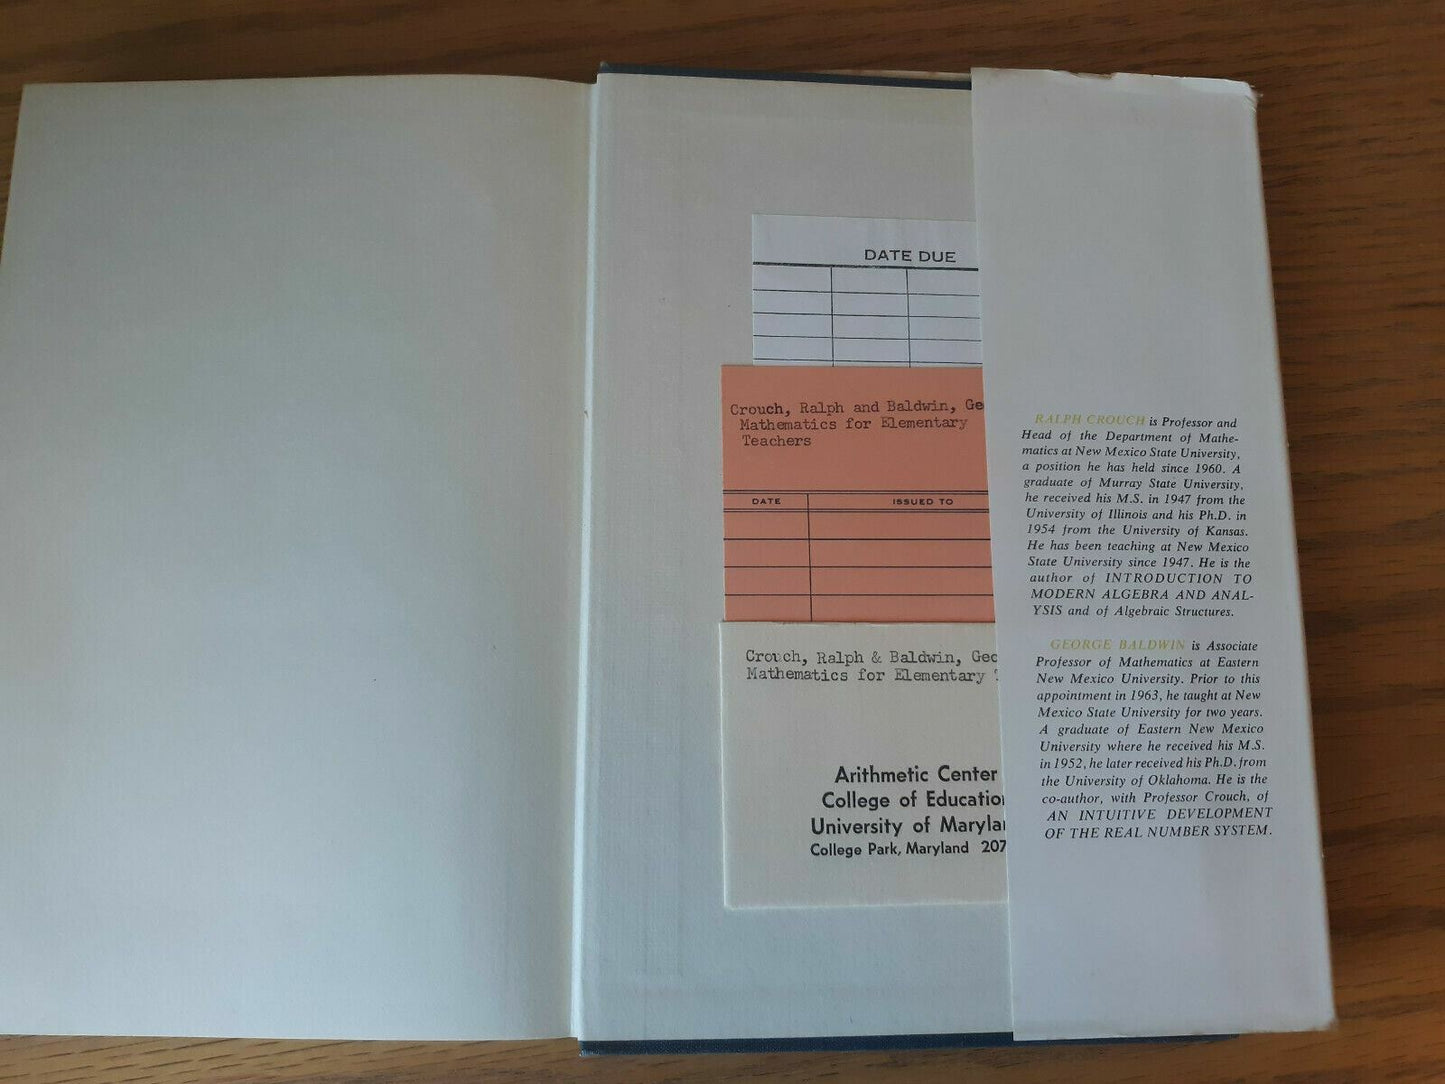 DATE DUE
Crouch, Ralph and Baldwin, Ge
Mathematics for Elementary
Teachers
DATE ISSUED TO
Crouch, Ralph & Baldwin, Geo
Mathematics for Elementary
Arithmetic Center
College of Education
University of Maryla
College Park, Maryland 207
RALPH CROUCH is Professor and
Head of the Department of Mathe-
matics at New Mexico State University,
a position he has held since 1960. A
graduate of Murray State University,
he received his M.S. in 1947 from the
University of Illinois and his Ph.D. in
1954 from the University of Kansas.
He has been teaching at New Mexico
State University since 1947. He is the
author of INTRODUCTION TO
MODERN ALGEBRA AND ANAL-
YSIS and of Algebraic Structures.
GEORGE BALDWIN is Associate
Professor of Mathematics at Eastern
New Mexico University. Prior to this
appointment in 1963, he taught at New
Mexico State University for two years.
A graduate of Eastern New Mexico
University where he received his M.S.
in 1952, he later received his Ph.D. from
the University of Oklahoma. He is the
co-author, with Professor Crouch, of
AN INTUITIVE DEVELOPMENT
OF THE REAL NUMBER SYSTEM.